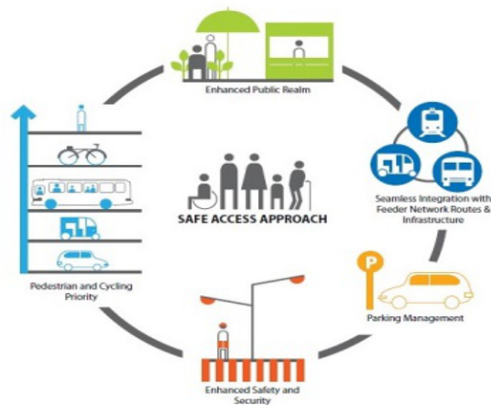 Enhanced Public Realm
Seamless Integration with
Feeder Network Routes &
Infrastructure
SAFE ACCESS APPROACH
Pedestrian and Cycling
Priority
P
Parking Management
Enhanced Safety and
Security